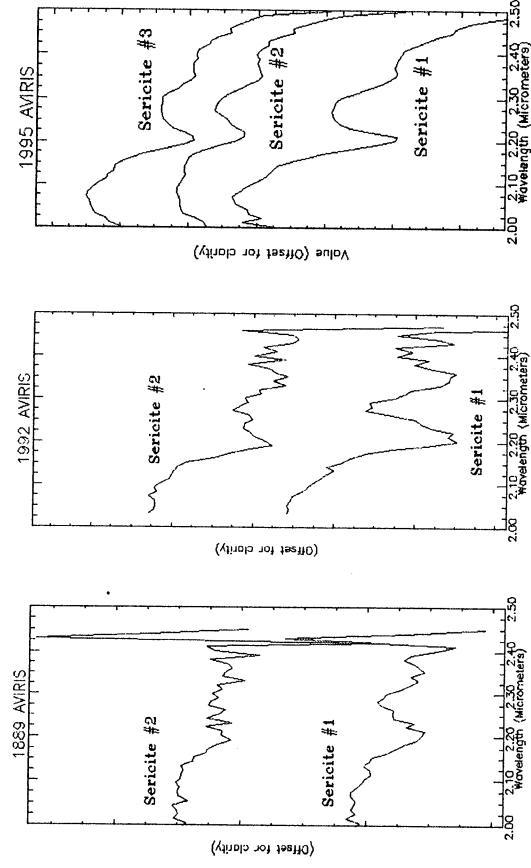 1889 AVIRIS
(Offset for clarity)
Sericite #2
Sericite #1
2.00 2.10 2.20 2.30 2.40 2.50
Wavelength (Micrometers)
1992 AVIRIS
(Offset for clarity)
Sericite #2
Sericite #1
2.00 2.10 2.20 2.30 2.40 2.50
Wavelength (Micrometers)
1995 AVIRIS
Value (Offset for clarity)
Sericite #3
Sericite #2
Sericite #1
2.00 2.10 2.20 2.30 2.40 2.50
Wavelength (Micrometers)